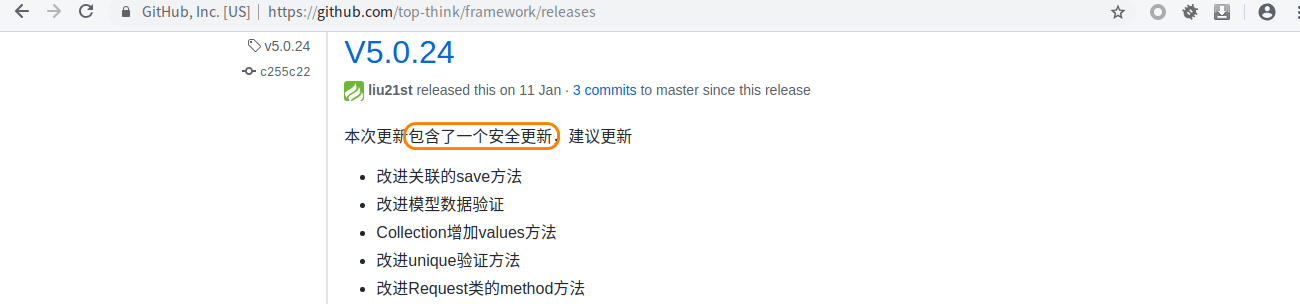 GitHub, Inc. [US] | https://github.com/top-think/framework/releases
v5.0.24
c255c22
V5.0.24
liu21st released this on 11 Jan · 3 commits to master since this release
本次更新包含了一个安全更新，建议更新
• 改进关联的save方法
• 改进模型数据验证
• Collection增加values方法
• 改进unique验证方法
• 改进Request类的method方法